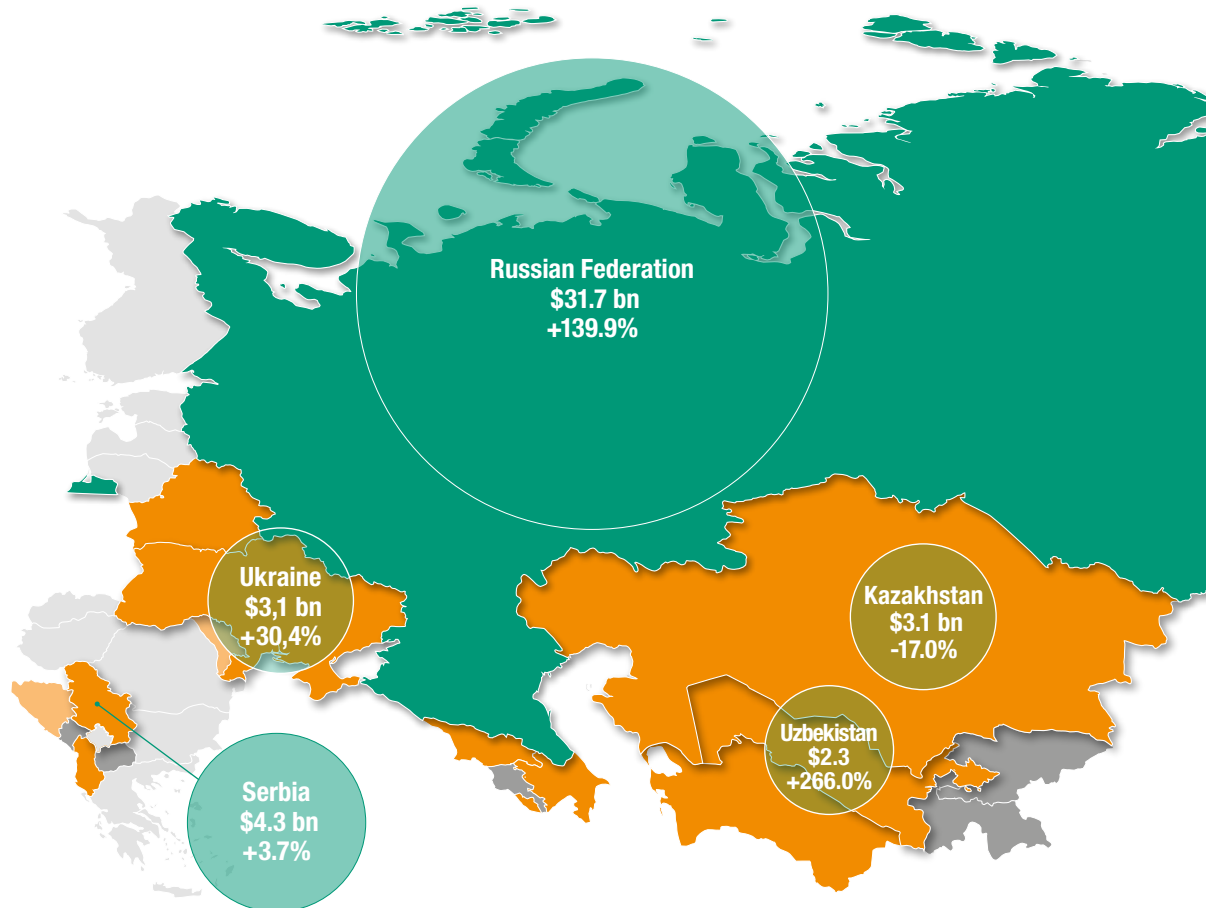 Russian Federation
$31.7 bn
+139.9%
Ukraine
$3,1 bn
+30,4%
Kazakhstan
$3.1 bn
-17.0%
Uzbekistan
$2.3
+266.0%
Serbia
$4.3 bn
+3.7%